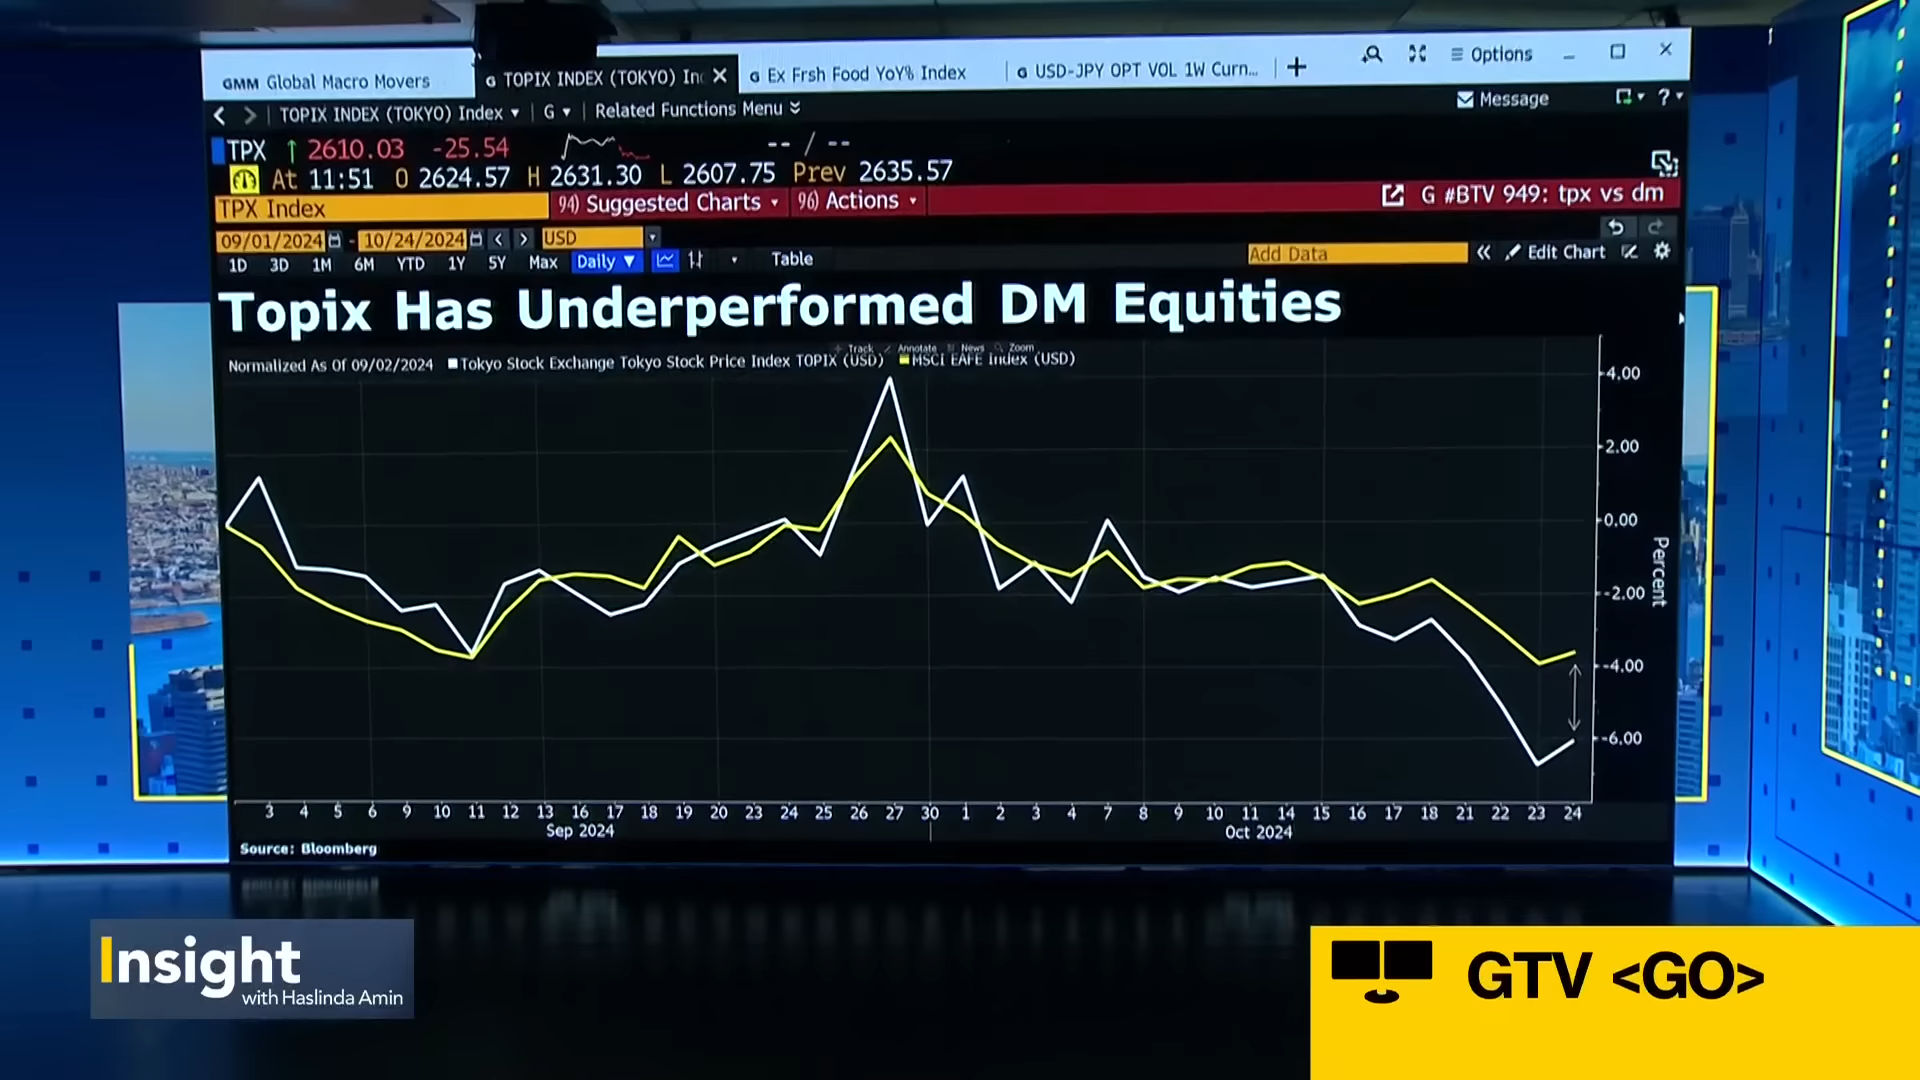 GMM Global Macro Movers
G TOPIX INDEX (TOKYO) In
G Ex Frsh Food YoY% Index
G USD-JPY OPT VOL 1W Curn...
Options
TOPIX INDEX (TOKYO) Index
G
Related Functions Menu
Message
?
TPX ↑ 2610.03 -25.54 -- / --
At 11:51 O 2624.57 H 2631.30 L 2607.75 Prev 2635.57
TPX Index
94) Suggested Charts
96) Actions
G #BTV 949: tpx vs dm
09/01/2024 - 10/24/2024
USD
1D 3D 1M 6M YTD 1Y 5Y Max Daily Table
Add Data
Edit Chart
Topix Has Underperformed DM Equities
Track Annotate News Zoom
Normalized As Of 09/02/2024 Tokyo Stock Exchange Tokyo Stock Price Index TOPIX (USD) MSCI EAFE Index (USD)
4.00
2.00
0.00
-2.00
-4.00
-6.00
Percent
3 4 5 6 9 10 11 12 13 16 17 18 19 20 23 24 25 26 27 30 1 2 3 4 7 8 9 10 11 14 15 16 17 18 21 22 23 24
Sep 2024 Oct 2024
Source: Bloomberg
Insight
with Haslinda Amin
GTV <GO>